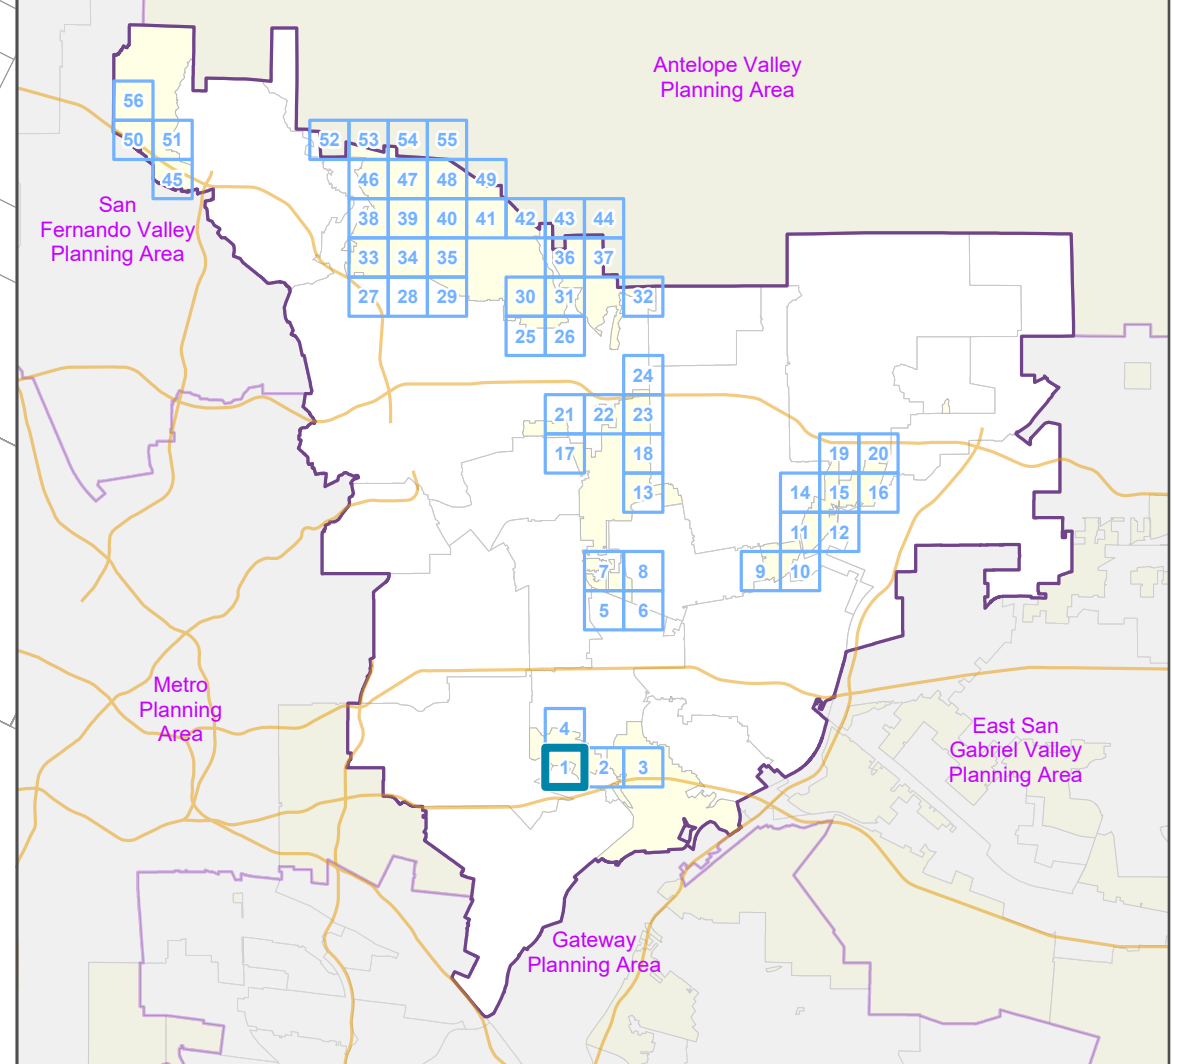 Antelope Valley
Planning Area
56
50 51
52 53 54 55
45
46 47 48 49
San
Fernando Valley
Planning Area
38 39 40 41 42 43 44
33 34 35 36 37
27 28 29 30 31 32
25 26
24
21 22 23
17 18 19 20
13 14 15 16
11 12
7 8 9 10
5 6
Metro
Planning
Area
4
East San
Gabriel Valley
Planning Area
1 2 3
Gateway
Planning Area